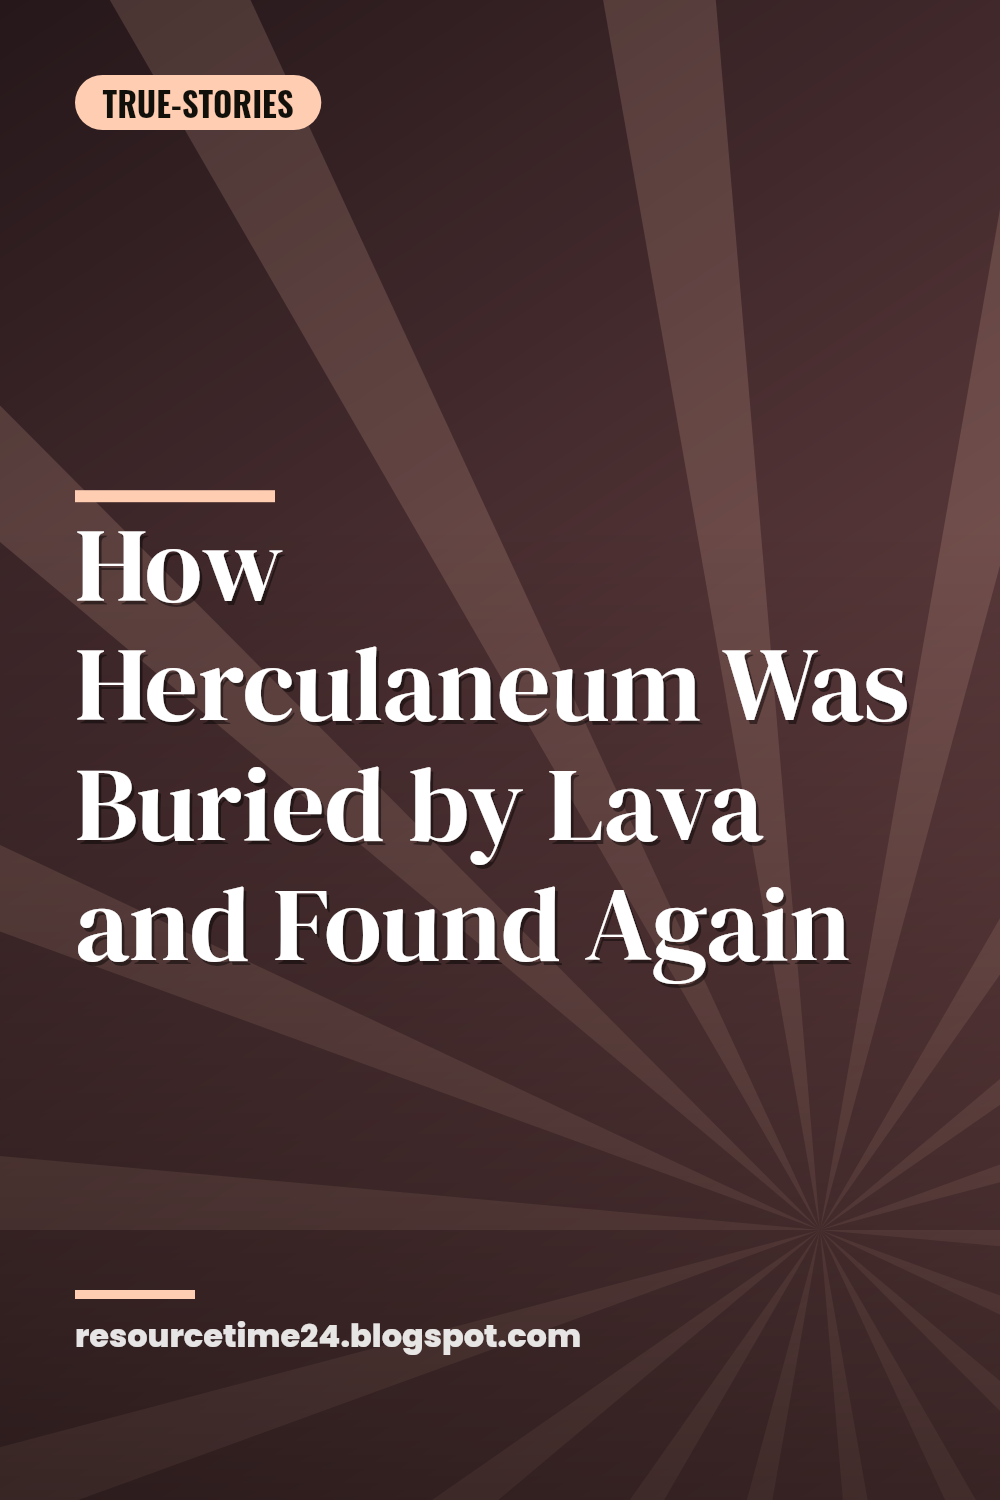 TRUE-STORIES
How
Herculaneum Was
Buried by Lava
and Found Again
resourcetime24.blogspot.com